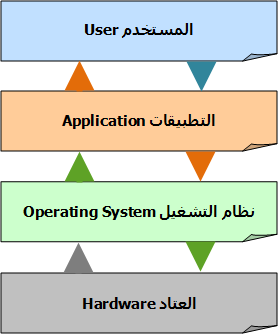 المستخدم User
التطبيقات Application
نظام التشغيل Operating System
العتاد Hardware